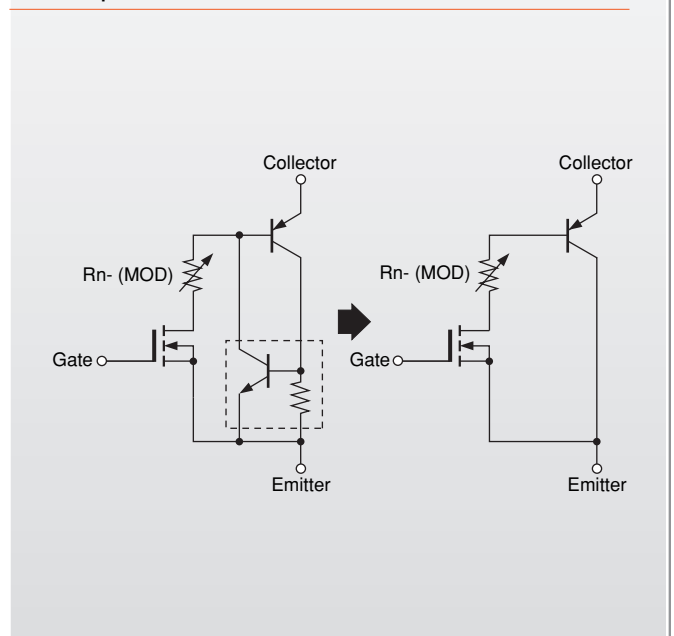 Collector
Collector
Rn- (MOD)
Rn- (MOD)
Gate
Gate
Emitter
Emitter